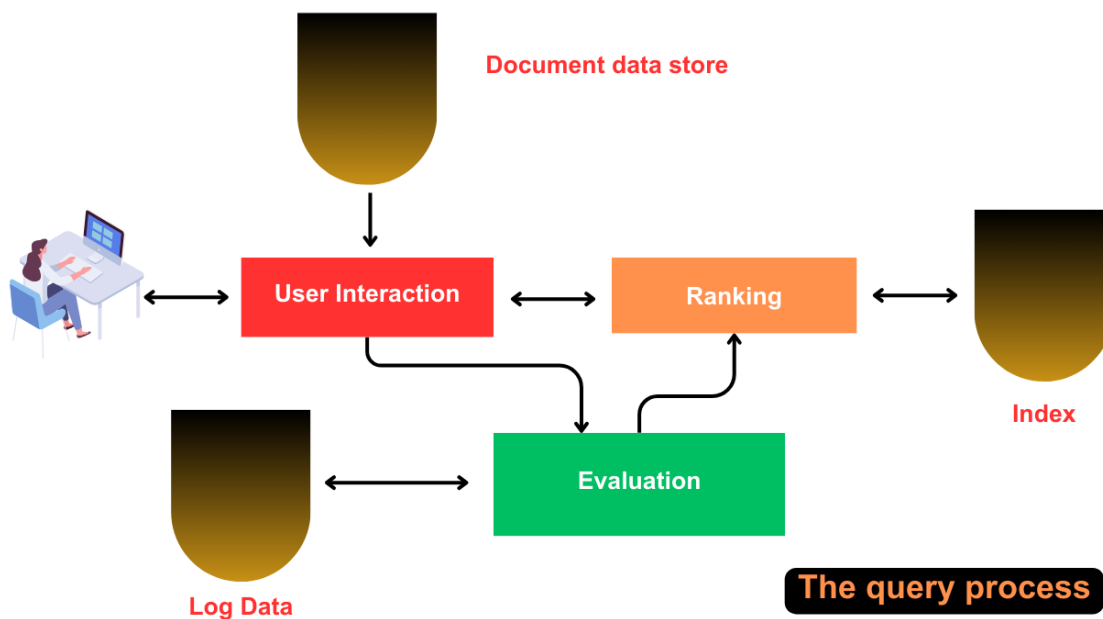 Document data store
User Interaction
Ranking
Index
Evaluation
Log Data
The query process